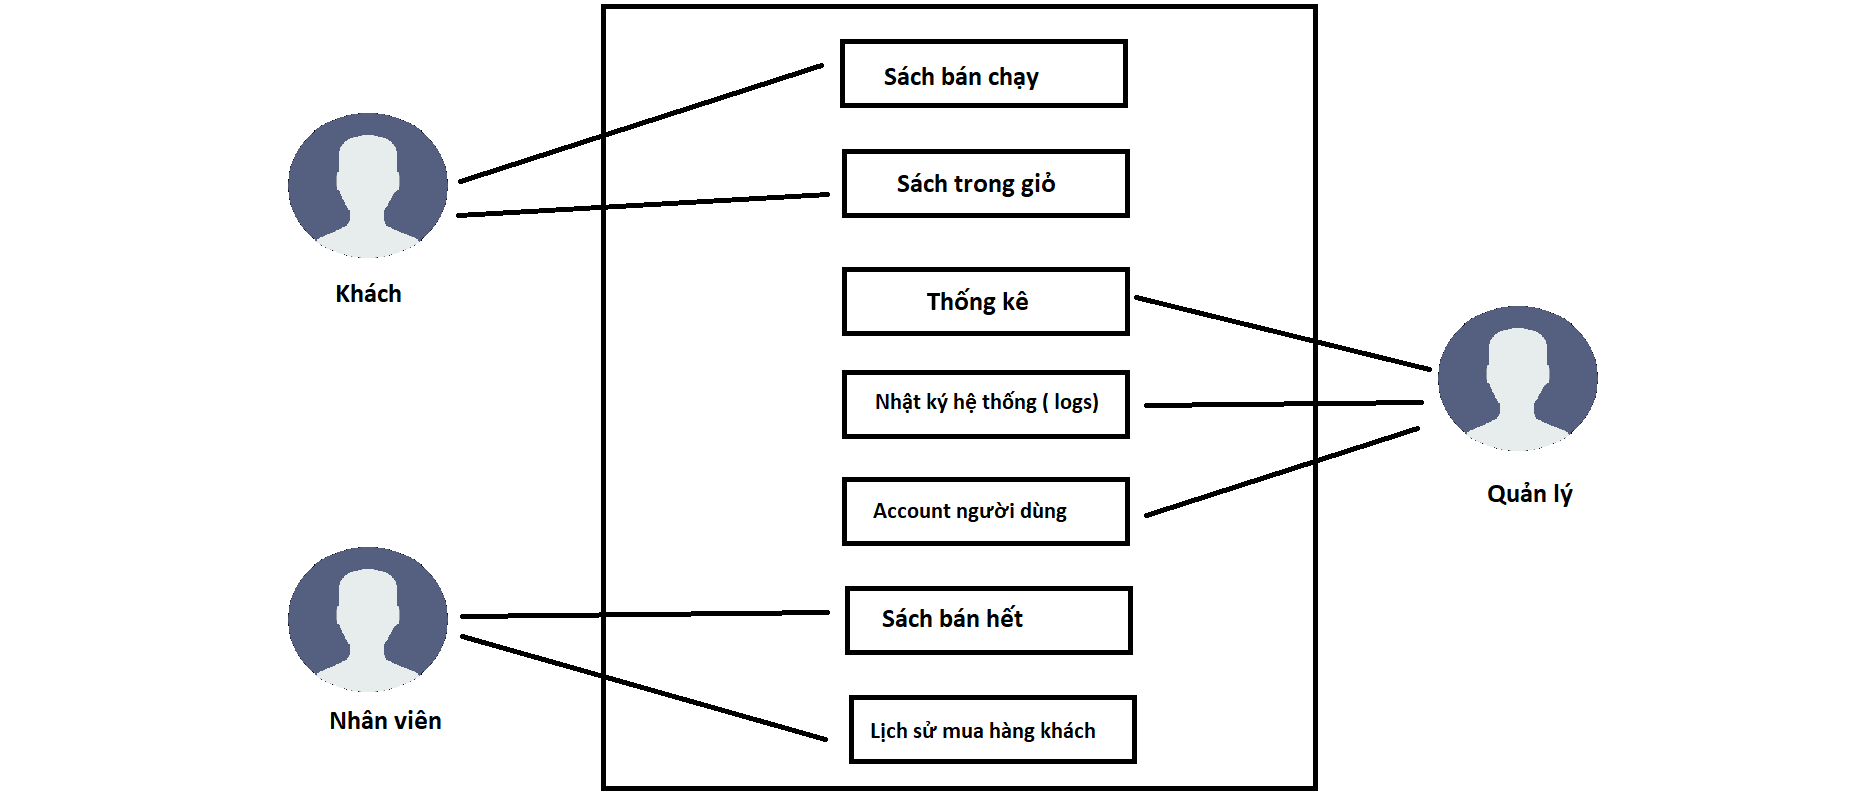 Sách bán chạy
Sách trong giỏ
Khách
Thống kê
Nhật ký hệ thống ( logs)
Account người dùng
Quản lý
Sách bán hết
Nhân viên
Lịch sử mua hàng khách